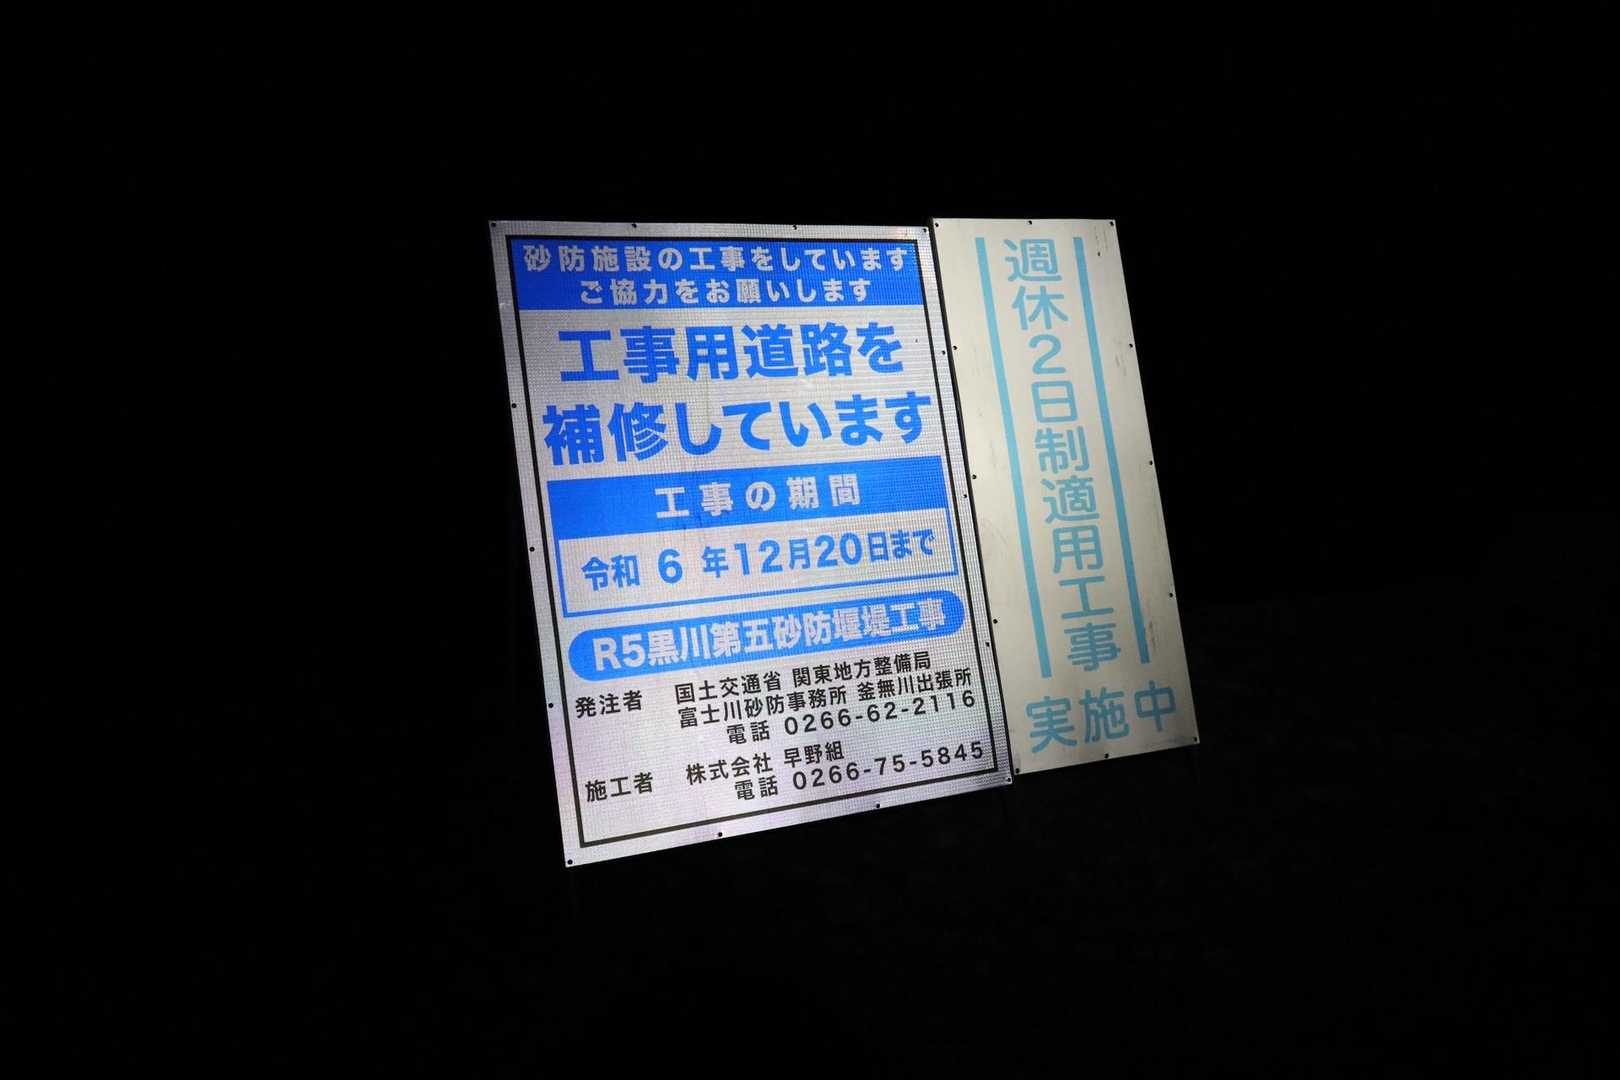 砂防施設の工事をしています
ご協力をお願いします
工事用道路を
補修しています
工事の期間
令和 6 年12月20日まで
R5黒川第五砂防堰堤工事
発注者 国土交通省 関東地方整備局
富士川砂防事務所 釜無川出張所
電話 0266-62-2116
施工者 株式会社 早野組
電話 0266-75-5845
週休2日制適用工事
実施中